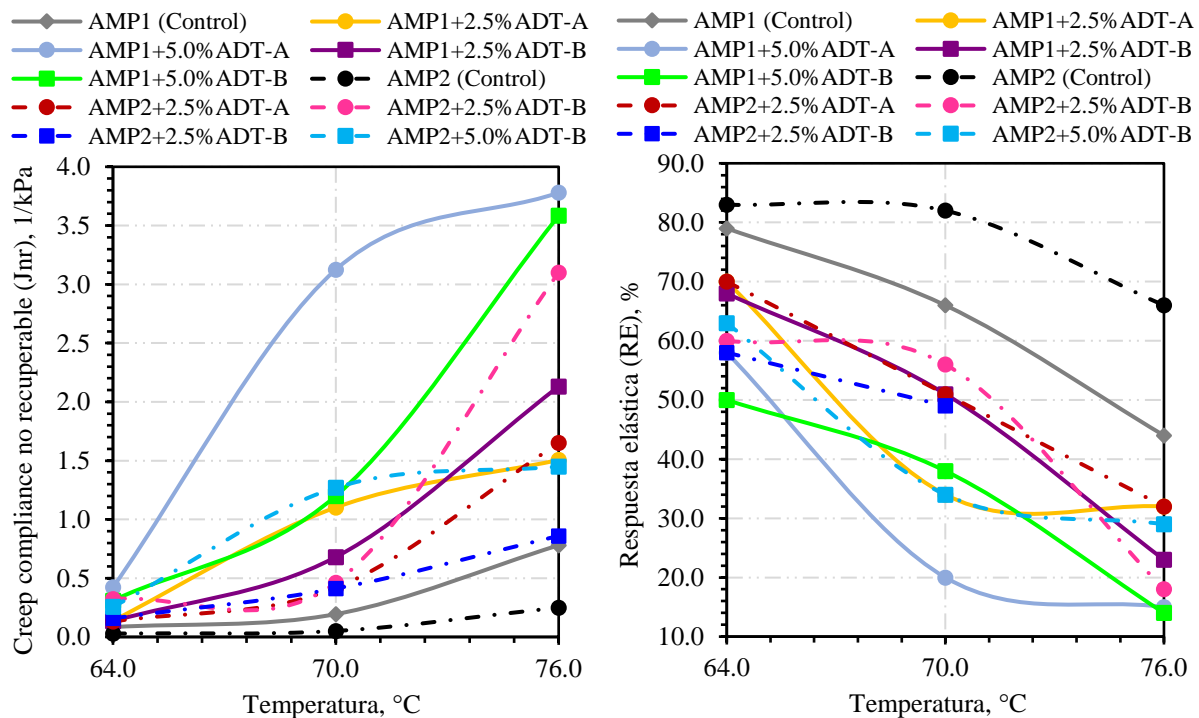 AMP1 (Control) AMP1+2.5%ADT-A
AMP1+5.0%ADT-A AMP1+2.5%ADT-B
AMP1+5.0%ADT-B AMP2 (Control)
AMP2+2.5%ADT-A AMP2+2.5%ADT-B
AMP2+2.5%ADT-B AMP2+5.0%ADT-B
Creep compliance no recuperable (Jnr), 1/kPa
4.0
3.5
3.0
2.5
2.0
1.5
1.0
0.5
0.0
64.0 70.0 76.0
Temperatura, °C
AMP1 (Control) AMP1+2.5%ADT-A
AMP1+5.0%ADT-A AMP1+2.5%ADT-B
AMP1+5.0%ADT-B AMP2 (Control)
AMP2+2.5%ADT-A AMP2+2.5%ADT-B
AMP2+2.5%ADT-B AMP2+5.0%ADT-B
Respuesta elástica (RE), %
90.0
80.0
70.0
60.0
50.0
40.0
30.0
20.0
10.0
64.0 70.0 76.0
Temperatura, °C